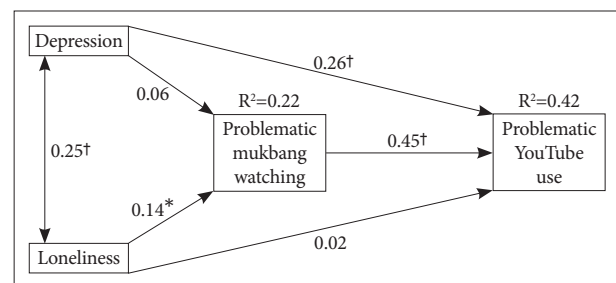 Depression
0.26†
0.06
R²=0.22
R²=0.42
Problematic
mukbang
watching
Problematic
YouTube
use
0.25†
0.45†
0.14*
0.02
Loneliness